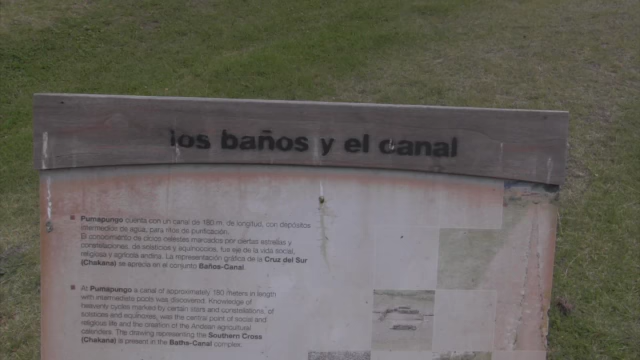 los baños y el canal
Pumapungo cuenta con un canal de 180 m. de longitud, con depósitos
intermedios de agua, para ritos de purificación.
El conocimiento de ciclos celestes marcados por ciertas estrellas y
constelaciones, de solsticios y equinoccios, fue eje de la vida social,
religiosa y agrícola andina. La representación gráfica de la Cruz del Sur
(Chakana) se aprecia en el conjunto Baños-Canal.
At Pumapungo a canal of approximately 180 meters in length
with intermediate pools was discovered. Knowledge of
heavenly cycles marked by certain stars and constellations, of
solstices and equinoxes, was the central point of social and
religious life and the creation of the Andean agricultural
calendars. The drawing representing the Southern Cross
(Chakana) is present in the Baths-Canal complex.